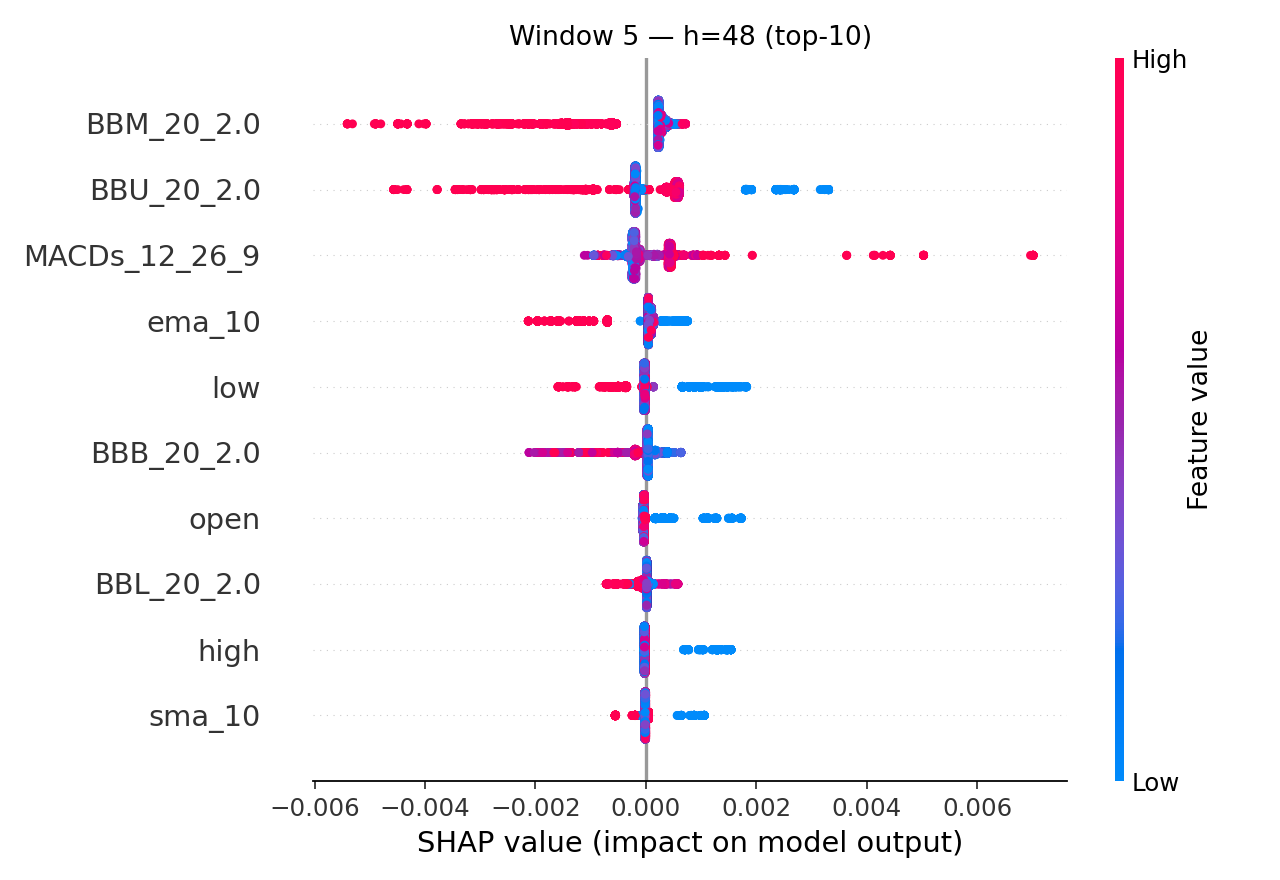 Window 5 — h=48 (top-10)
High
BBM_20_2.0
BBU_20_2.0
MACDs_12_26_9
ema_10
low
BBB_20_2.0
open
BBL_20_2.0
high
sma_10
Feature value
Low
−0.006 −0.004 −0.002 0.000 0.002 0.004 0.006
SHAP value (impact on model output)